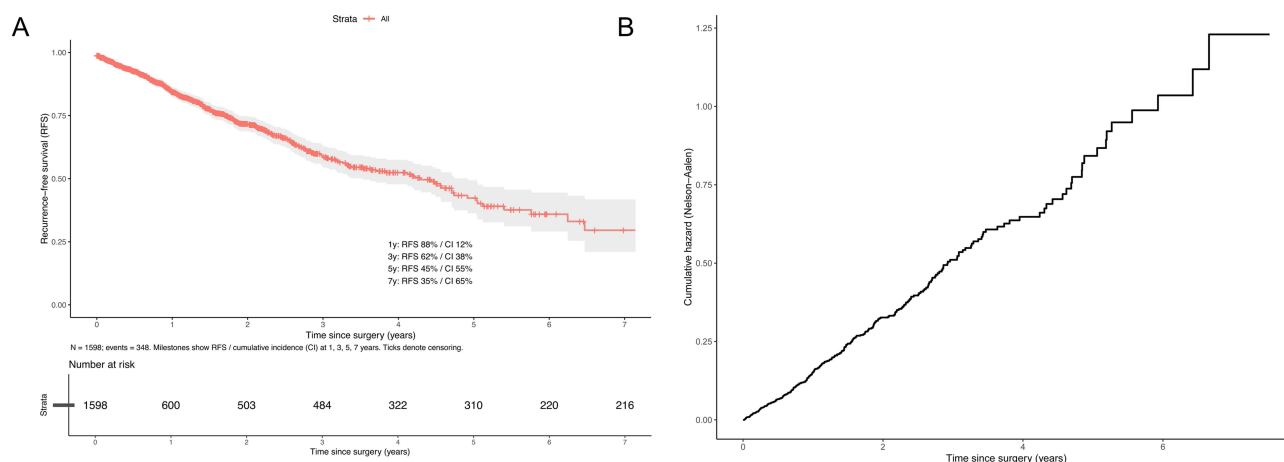 A
Strata All
1.00
0.75
0.50
0.25
0.00
Recurrence−free survival (RFS)
1y: RFS 88% / CI 12%
3y: RFS 62% / CI 38%
5y: RFS 45% / CI 55%
7y: RFS 35% / CI 65%
0 1 2 3 4 5 6 7
Time since surgery (years)
N = 1598; events = 348. Milestones show RFS / cumulative incidence (CI) at 1, 3, 5, 7 years. Ticks denote censoring.
Number at risk
Strata
1598 600 503 484 322 310 220 216
0 1 2 3 4 5 6 7
Time since surgery (years)
B
1.25
1.00
0.75
0.50
0.25
0.00
Cumulative hazard (Nelson−Aalen)
0 2 4 6
Time since surgery (years)